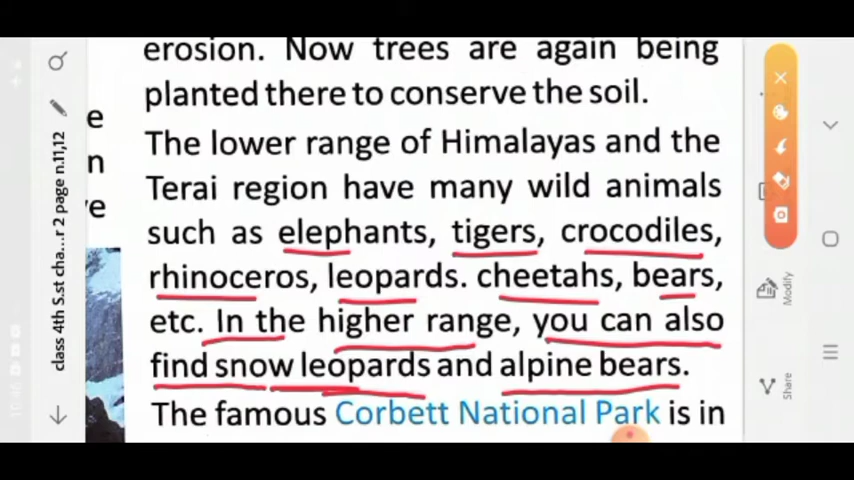 erosion. Now trees are again being
planted there to conserve the soil.
The lower range of Himalayas and the
Terai region have many wild animals
such as elephants, tigers, crocodiles,
rhinoceros, leopards. cheetahs, bears,
etc. In the higher range, you can also
find snow leopards and alpine bears.
The famous Corbett National Park is in
e
n
ve
class 4th S.st cha...r 2 page n.11,12
Modify
Share